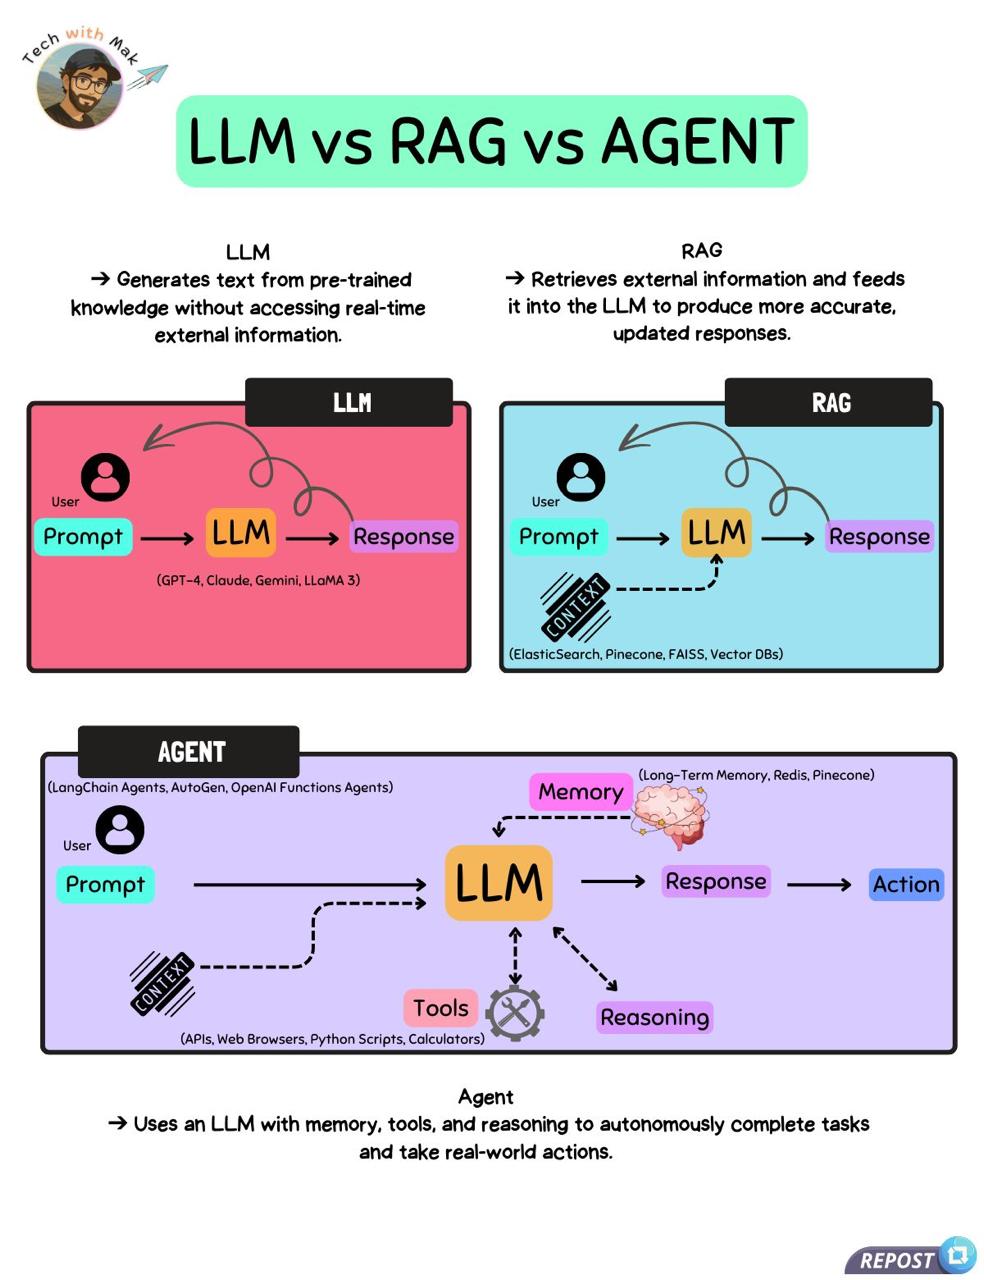 Tech with Mak
LLM vs RAG vs AGENT
LLM
→ Generates text from pre-trained
knowledge without accessing real-time
external information.
RAG
→ Retrieves external information and feeds
it into the LLM to produce more accurate,
updated responses.
LLM
User
Prompt
LLM
Response
(GPT-4, Claude, Gemini, LLaMA 3)
RAG
User
Prompt
LLM
Response
CONTEXT
(ElasticSearch, Pinecone, FAISS, Vector DBs)
AGENT
(LangChain Agents, AutoGen, OpenAI Functions Agents)
Memory
(Long-Term Memory, Redis, Pinecone)
User
Prompt
LLM
Response
Action
CONTEXT
Tools
Reasoning
(APIs, Web Browsers, Python Scripts, Calculators)
Agent
→ Uses an LLM with memory, tools, and reasoning to autonomously complete tasks
and take real-world actions.
REPOST